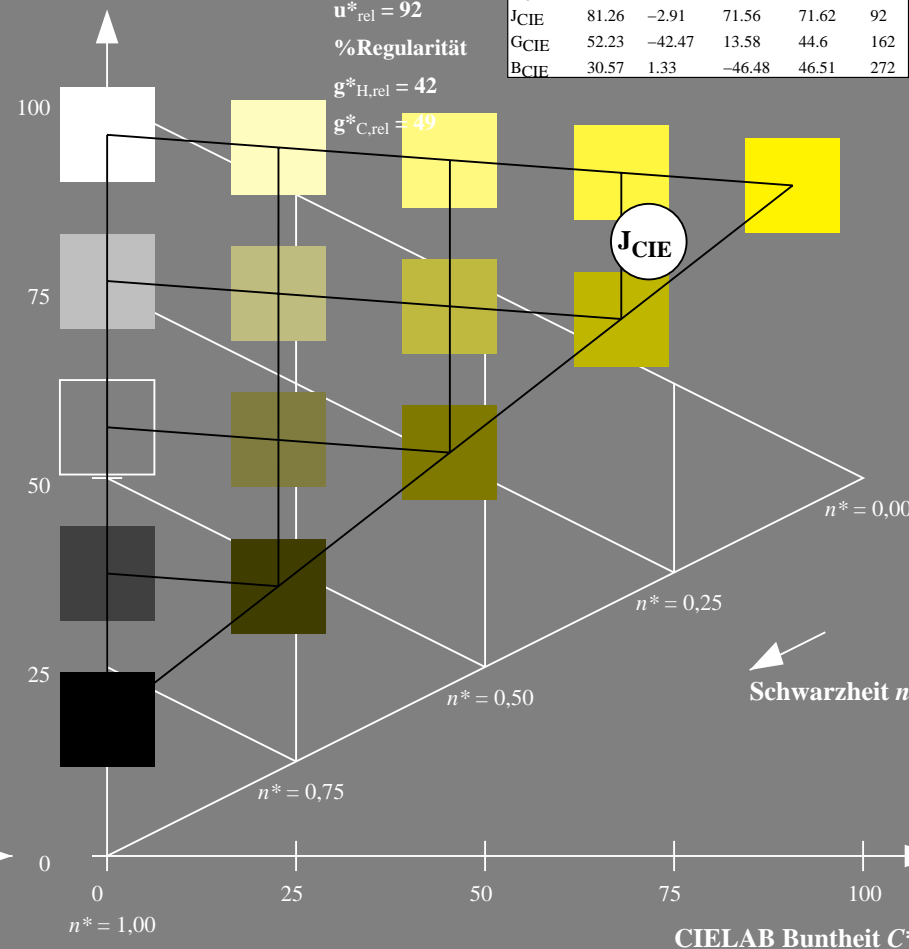 u*rel = 92
%Regularität
g*H,rel = 42
g*C,rel = 49
JCIE 81.26 −2.91 71.56 71.62 92
GCIE 52.23 −42.47 13.58 44.6 162
BCIE 30.57 1.33 −46.48 46.51 272
100
75
50
25
0
JCIE
n* = 0,00
n* = 0,25
n* = 0,50
n* = 0,75
Schwarzheit n
0 25 50 75 100
n* = 1,00
CIELAB Buntheit C*